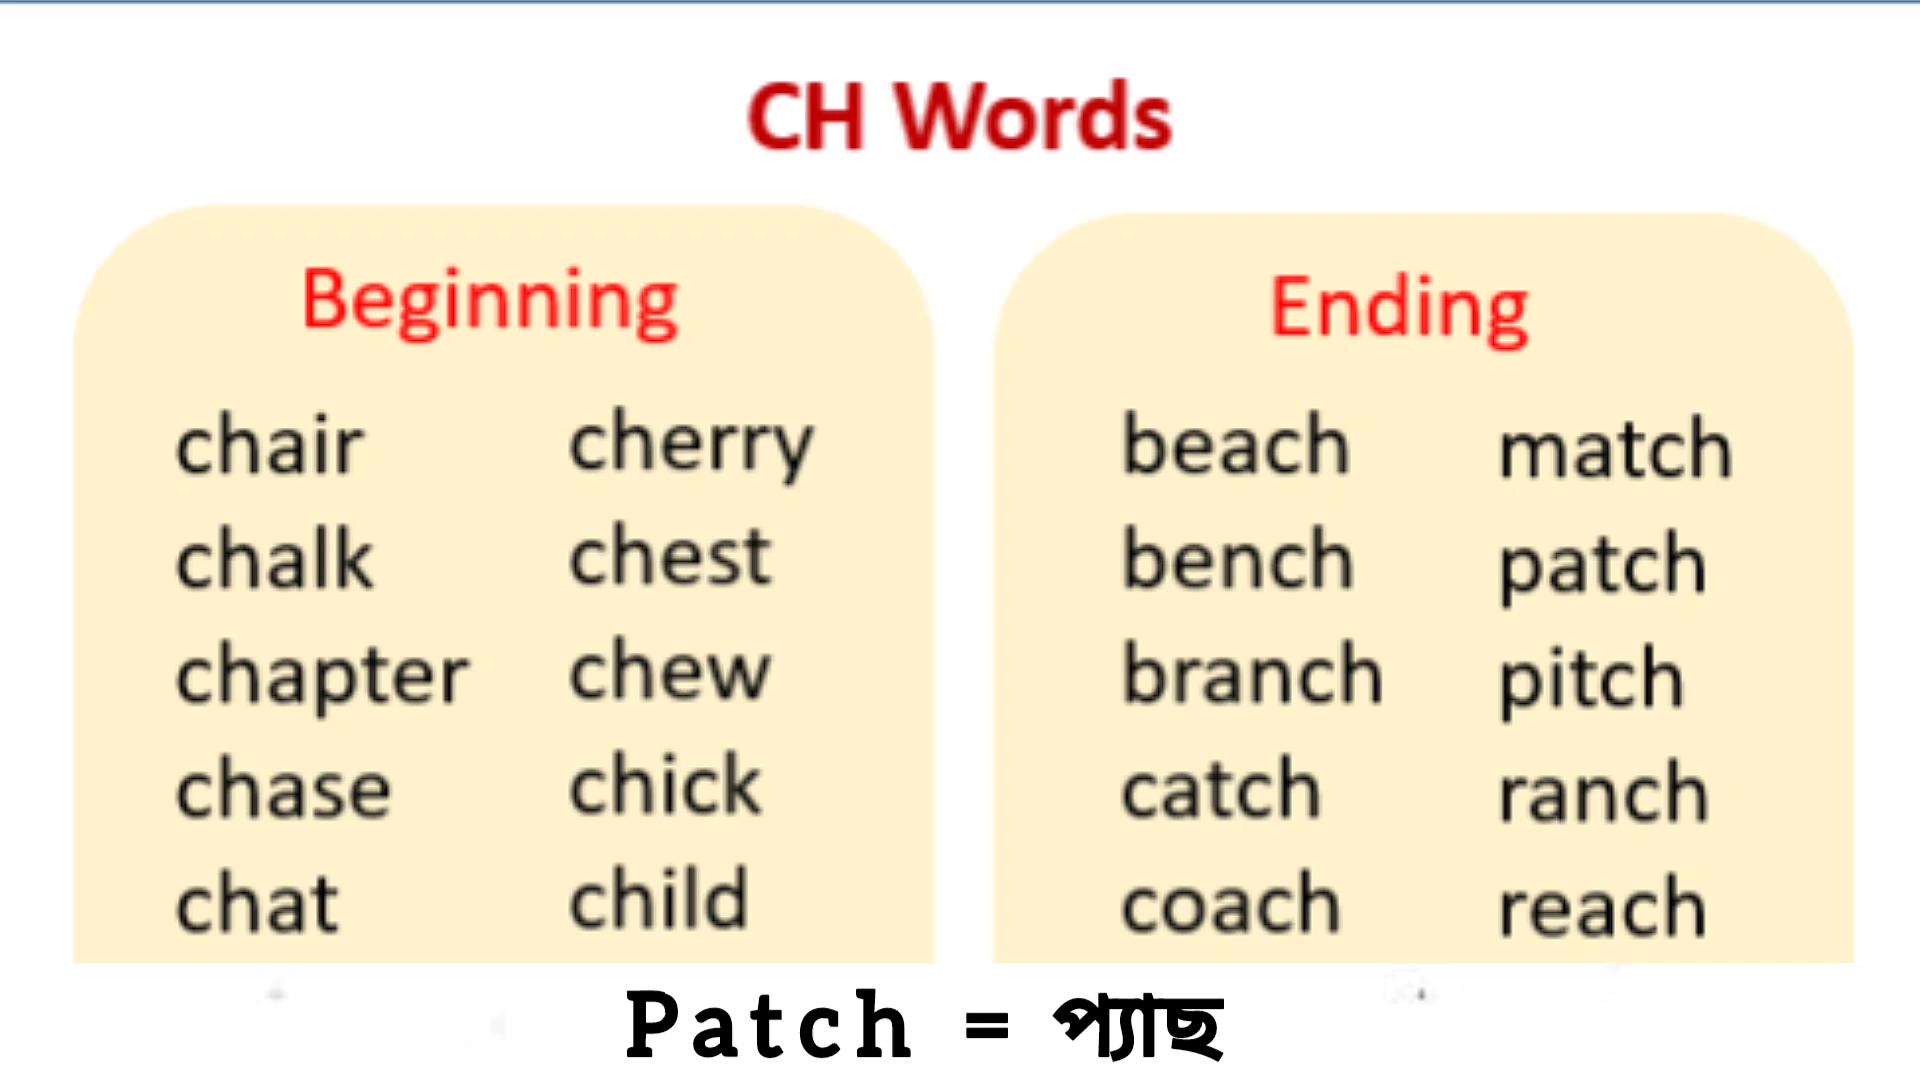 CH Words
Beginning
chair cherry
chalk chest
chapter chew
chase chick
chat child
Ending
beach match
bench patch
branch pitch
catch ranch
coach reach
Patch = প্যাছ